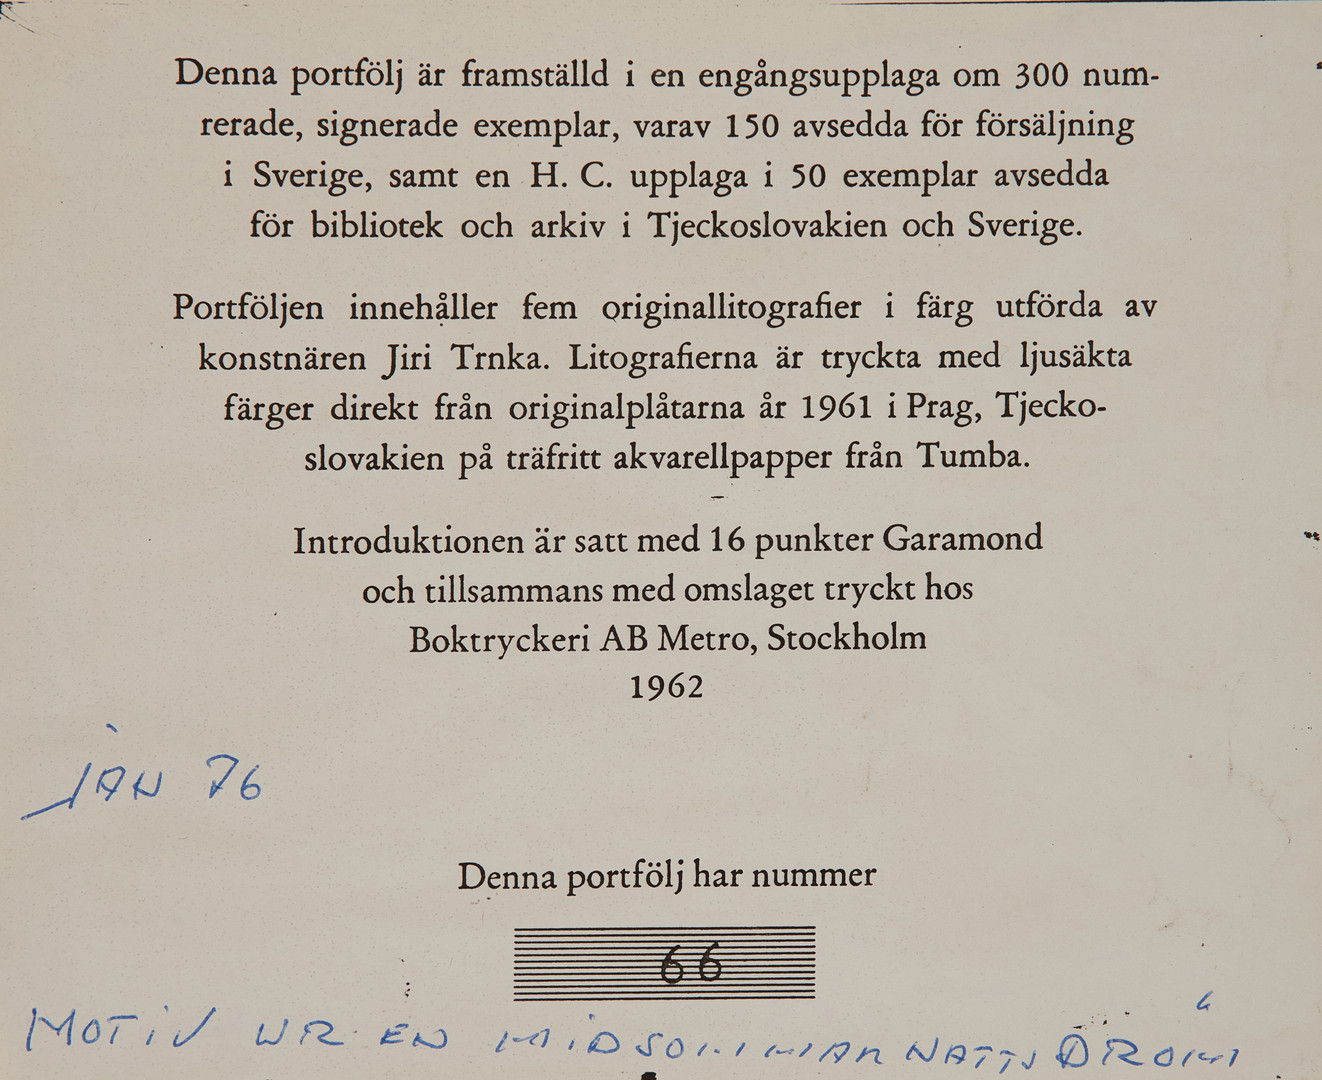 Denna portfölj är framställd i en engångsupplaga om 300 num-
rerade, signerade exemplar, varav 150 avsedda för försäljning
i Sverige, samt en H. C. upplaga i 50 exemplar avsedda
för bibliotek och arkiv i Tjeckoslovakien och Sverige.
Portföljen innehåller fem originallitografier i färg utförda av
konstnären Jiri Trnka. Litografierna är tryckta med ljusäkta
färger direkt från originalplåtarna år 1961 i Prag, Tjecko-
slovakien på träfritt akvarellpapper från Tumba.
Introduktionen är satt med 16 punkter Garamond
och tillsammans med omslaget tryckt hos
Boktryckeri AB Metro, Stockholm
1962
JAN 76
Denna portfölj har nummer
66
MOTIV UR EN MIDSOMMARNATTSDRÖM